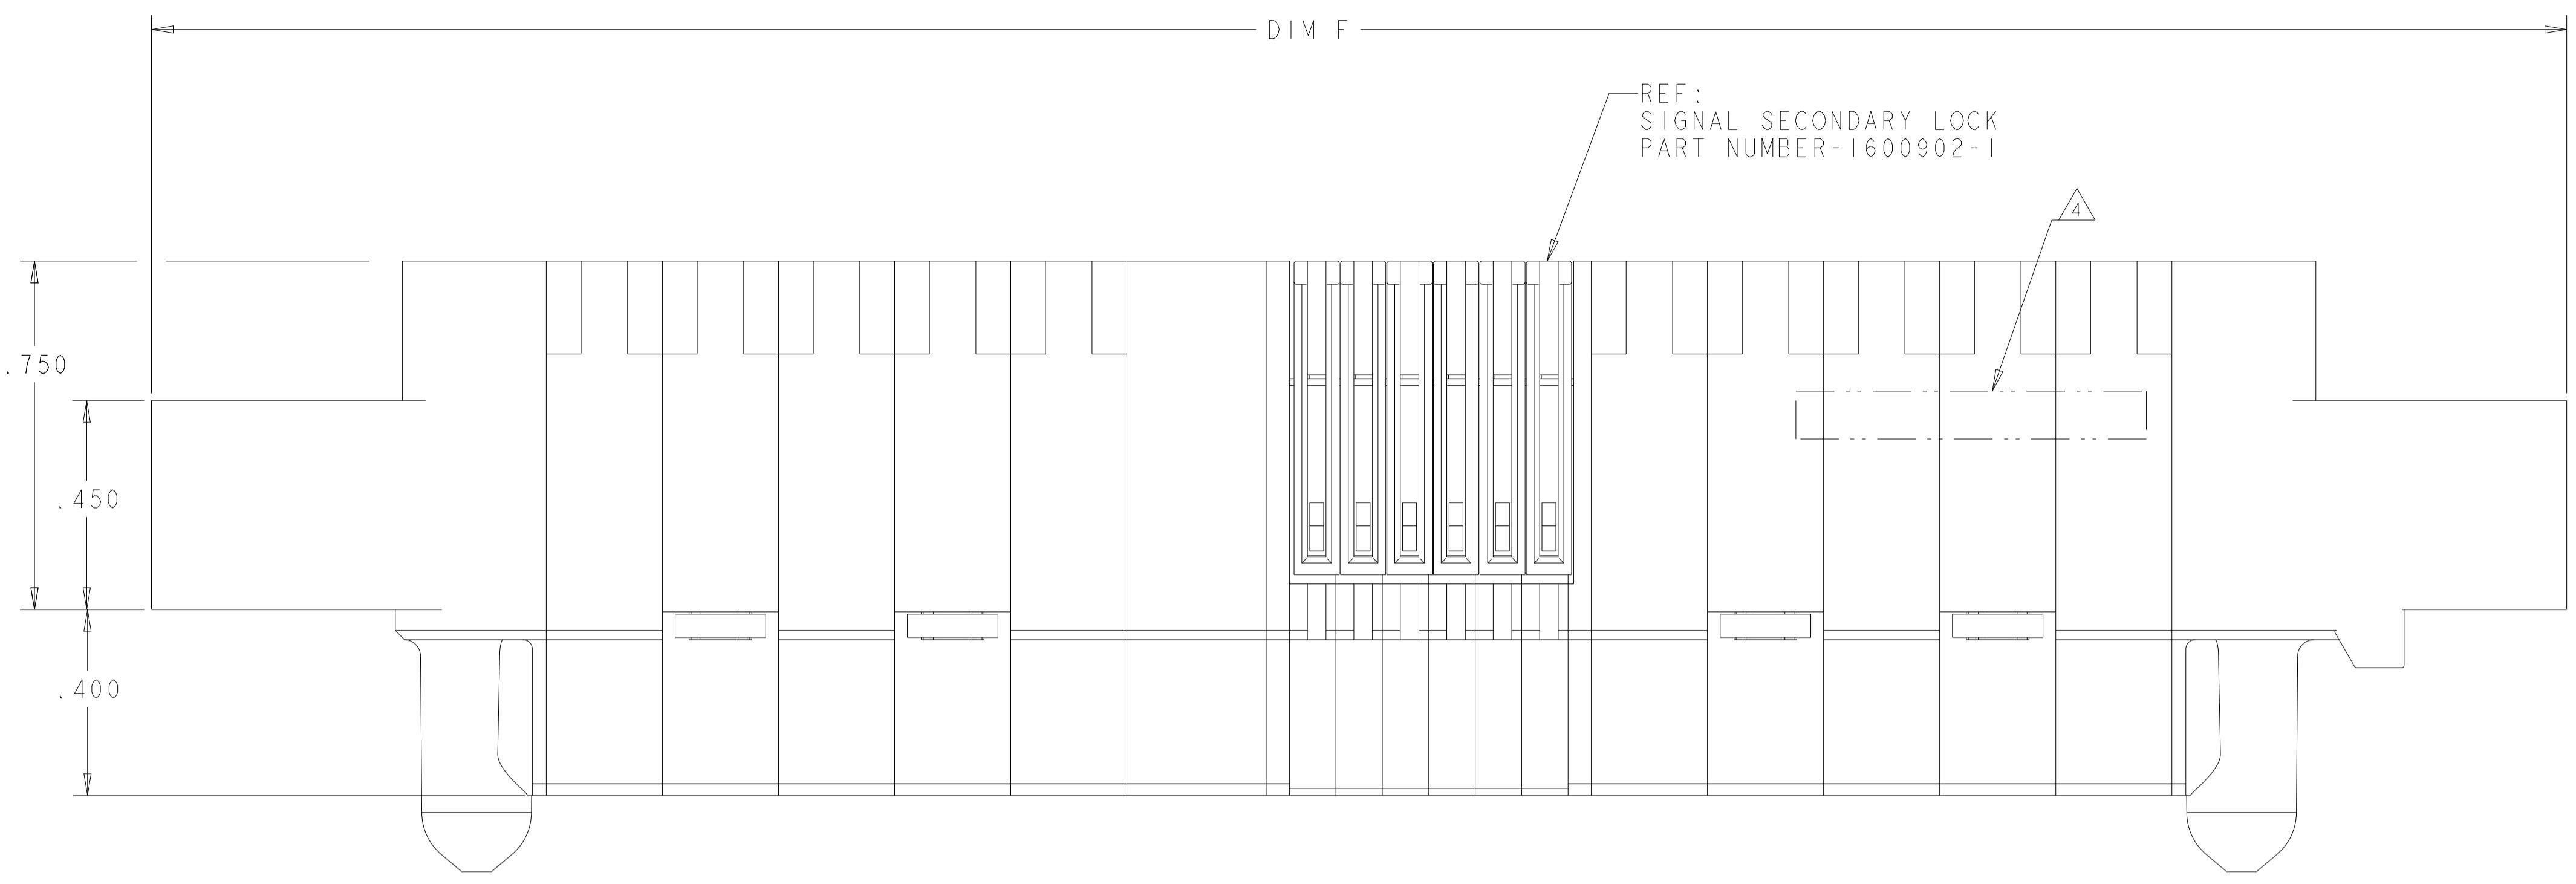 DIM F
REF:
SIGNAL SECONDARY LOCK
PART NUMBER-1600902-1
4
.750
.450
.400